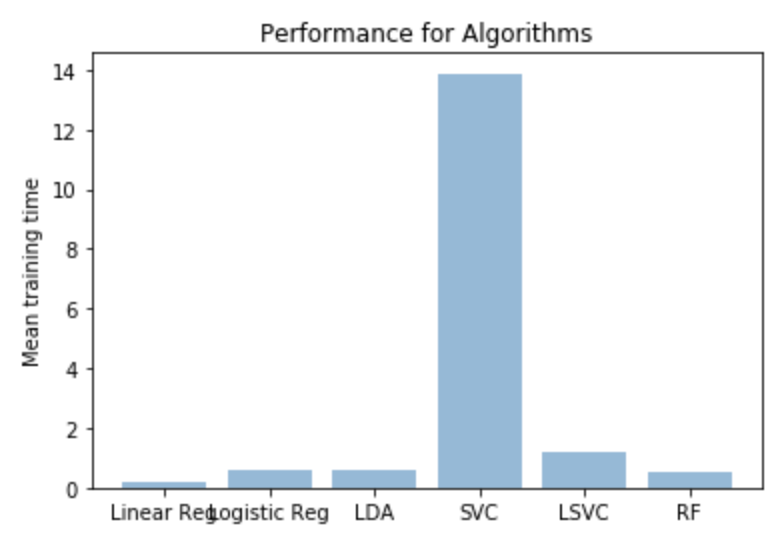 Performance for Algorithms
Mean training time
14
12
10
8
6
4
2
0
Linear Reg Logistic Reg LDA SVC LSVC RF